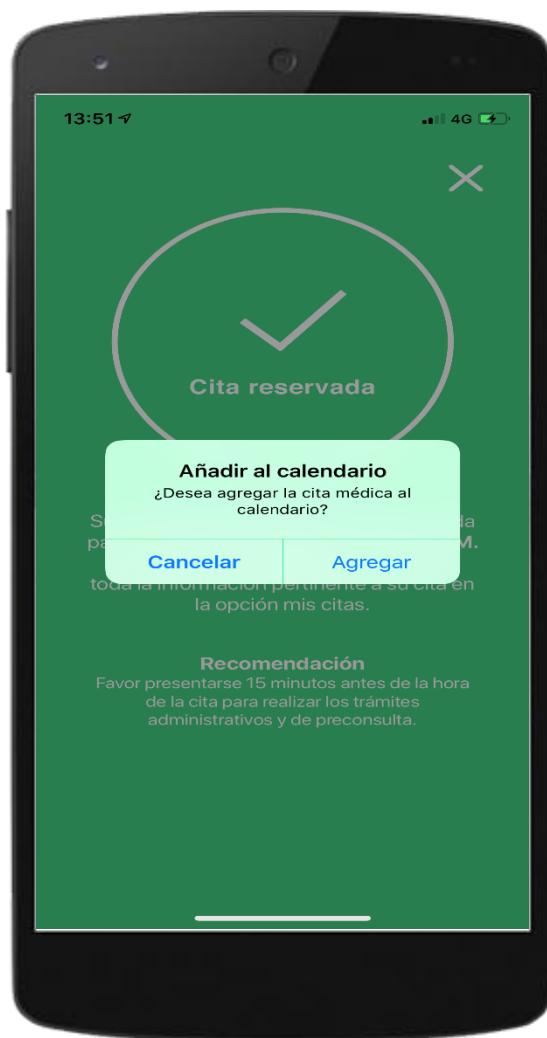 13:51
4G
Cita reservada
Añadir al calendario
¿Desea agregar la cita médica al
calendario?
Cancelar
Agregar
M.
toda la información pertinente a su cita en
la opción mis citas.
Recomendación
Favor presentarse 15 minutos antes de la hora
de la cita para realizar los trámites
administrativos y de preconsulta.